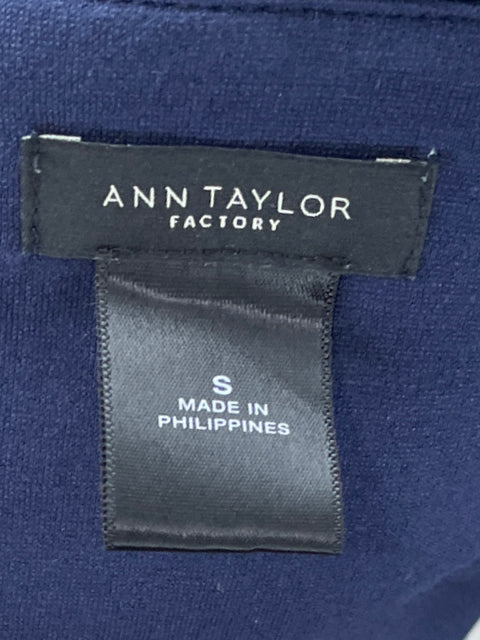 ANN TAYLOR
FACTORY
S
MADE IN
PHILIPPINES